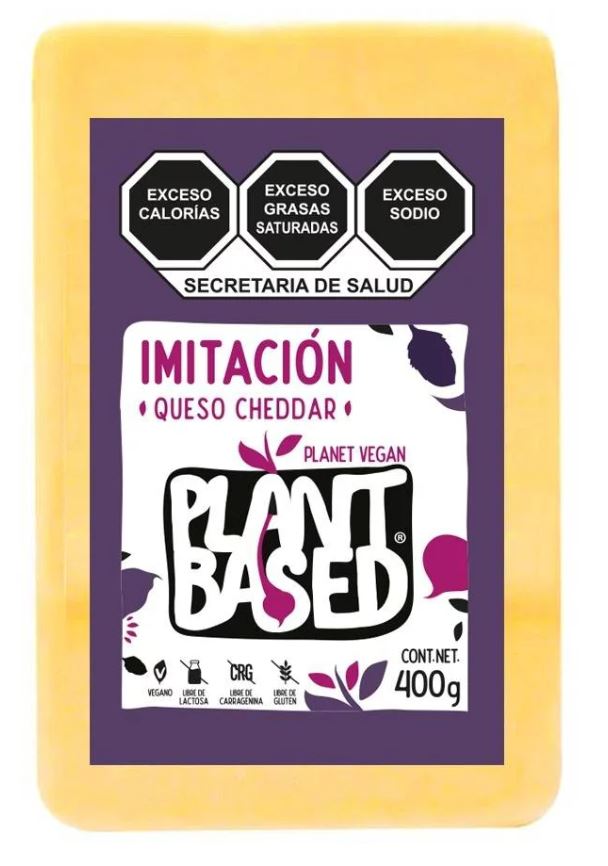 EXCESO
CALORÍAS
EXCESO
GRASAS
SATURADAS
EXCESO
SODIO
SECRETARIA DE SALUD
IMITACIÓN
QUESO CHEDDAR
PLANET VEGAN
PLANT
BASED®
CONT. NET.
400g
VEGANO
LIBRE DE
LACTOSA
CRG
LIBRE DE
CARRAGENINA
LIBRE DE
GLUTEN